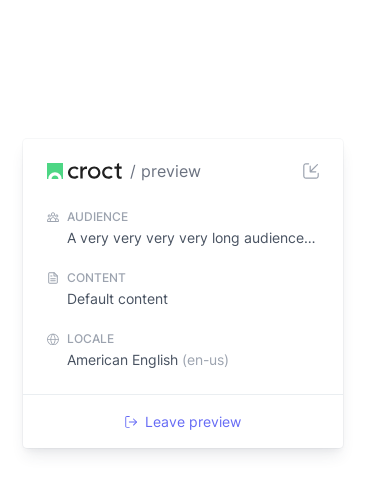 croct / preview
AUDIENCE
A very very very very long audience...
CONTENT
Default content
LOCALE
American English (en-us)
Leave preview